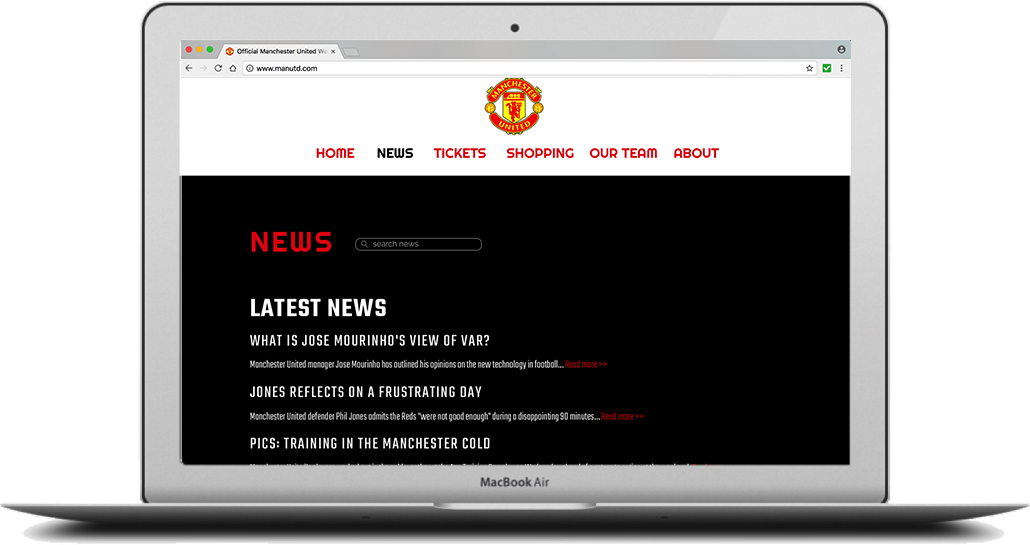 Official Manchester United We
www.manutd.com
MANCHESTER
UNITED
HOME NEWS TICKETS SHOPPING OUR TEAM ABOUT
NEWS
search news
LATEST NEWS
WHAT IS JOSE MOURINHO'S VIEW OF VAR?
Manchester United manager Jose Mourinho has outlined his opinions on the new technology in football... Read more >>
JONES REFLECTS ON A FRUSTRATING DAY
Manchester United defender Phil Jones admits the Reds "were not good enough" during a disappointing 90 minutes... Read more >>
PICS: TRAINING IN THE MANCHESTER COLD
MacBook Air